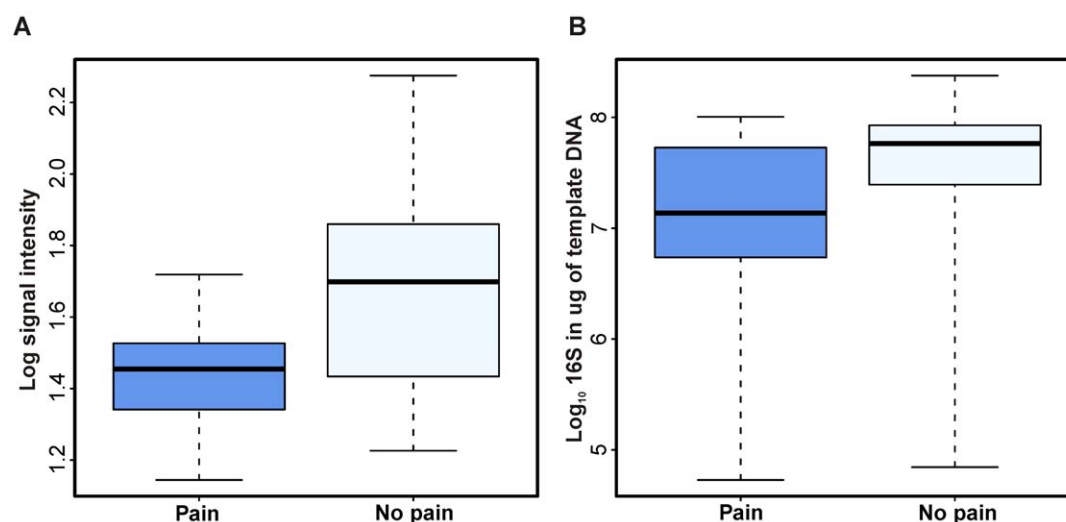 A
Log signal intensity
2.2
2.0
1.8
1.6
1.4
1.2
Pain No pain
B
Log₁₀ 16S in ug of template DNA
8
7
6
5
Pain No pain